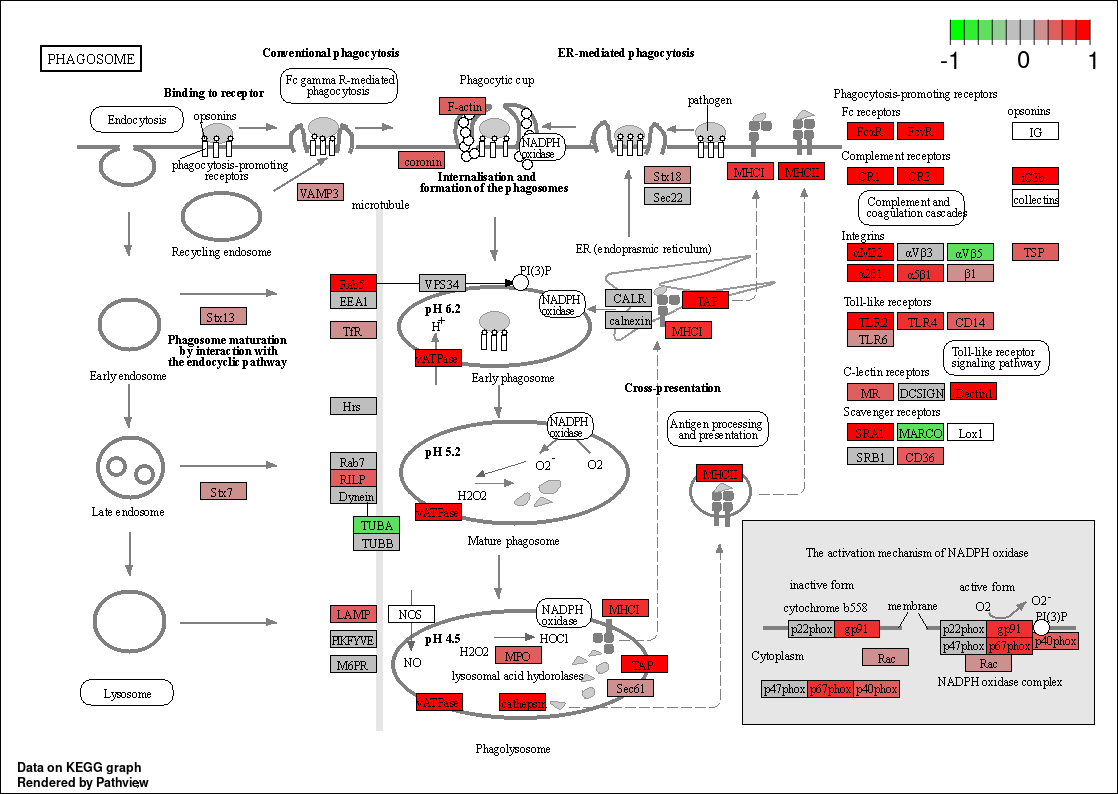 PHAGOSOME
-1
0
1
Conventional phagocytosis
ER-mediated phagocytosis
Fc gamma R-mediated
phagocytosis
Phagocytic cup
Binding to receptor
Endocytosis
opsonins
F-actin
pathogen
NADPH
oxidase
phagocytosis-promoting
receptors
coronin
Internalisation and
formation of the phagosomes
Stx18
Sec22
MHCI
MHCII
VAMP3
microtubule
Recycling endosome
ER (endoprasmic reticulum)
Phagocytosis-promoting receptors
Fc receptors
opsonins
FcαR
FcγR
IG
Complement receptors
CR1
CR3
iC3b
collectins
Complement and
coagulation cascades
Integrins
αMβ2
αVβ3
αVβ5
TSP
α2β1
α5β1
β1
Toll-like receptors
TLR2
TLR4
CD14
TLR6
Toll-like receptor
signaling pathway
C-lectin receptors
MR
DCSIGN
Dectin1
Scavenger receptors
SRA1
MARCO
Lox1
SRB1
CD36
Rab5
EEA1
VPS34
PI(3)P
NADPH
oxidase
CALR
calnexin
TAP
MHCI
pH 6.2
H+
vATPase
Stx13
TfR
Phagosome maturation
by interaction with
the endocyclic pathway
Early endosome
Early phagosome
Cross-presentation
Hrs
NADPH
oxidase
Antigen processing
and presentation
pH 5.2
O2-
O2
H2O2
Rab7
RILP
Dynein
vATPase
MHCII
Stx7
Late endosome
TUBA
TUBB
Mature phagosome
LAMP
NOS
NADPH
oxidase
MHCI
PIKFYVE
pH 4.5
HOCl
H2O2
MPO
M6PR
NO
TAP
lysosomal acid hydorolases
Sec61
Lysosome
vATPase
cathepsin
Phagolysosome
The activation mechanism of NADPH oxidase
inactive form
active form
cytochrome b558
membrane
O2
O2-
PI(3)P
p22phox
gp91
p22phox
gp91
p47phox
p67phox
p40phox
Cytoplasm
Rac
Rac
NADPH oxidase complex
p47phox
p67phox
p40phox
Data on KEGG graph
Rendered by Pathview